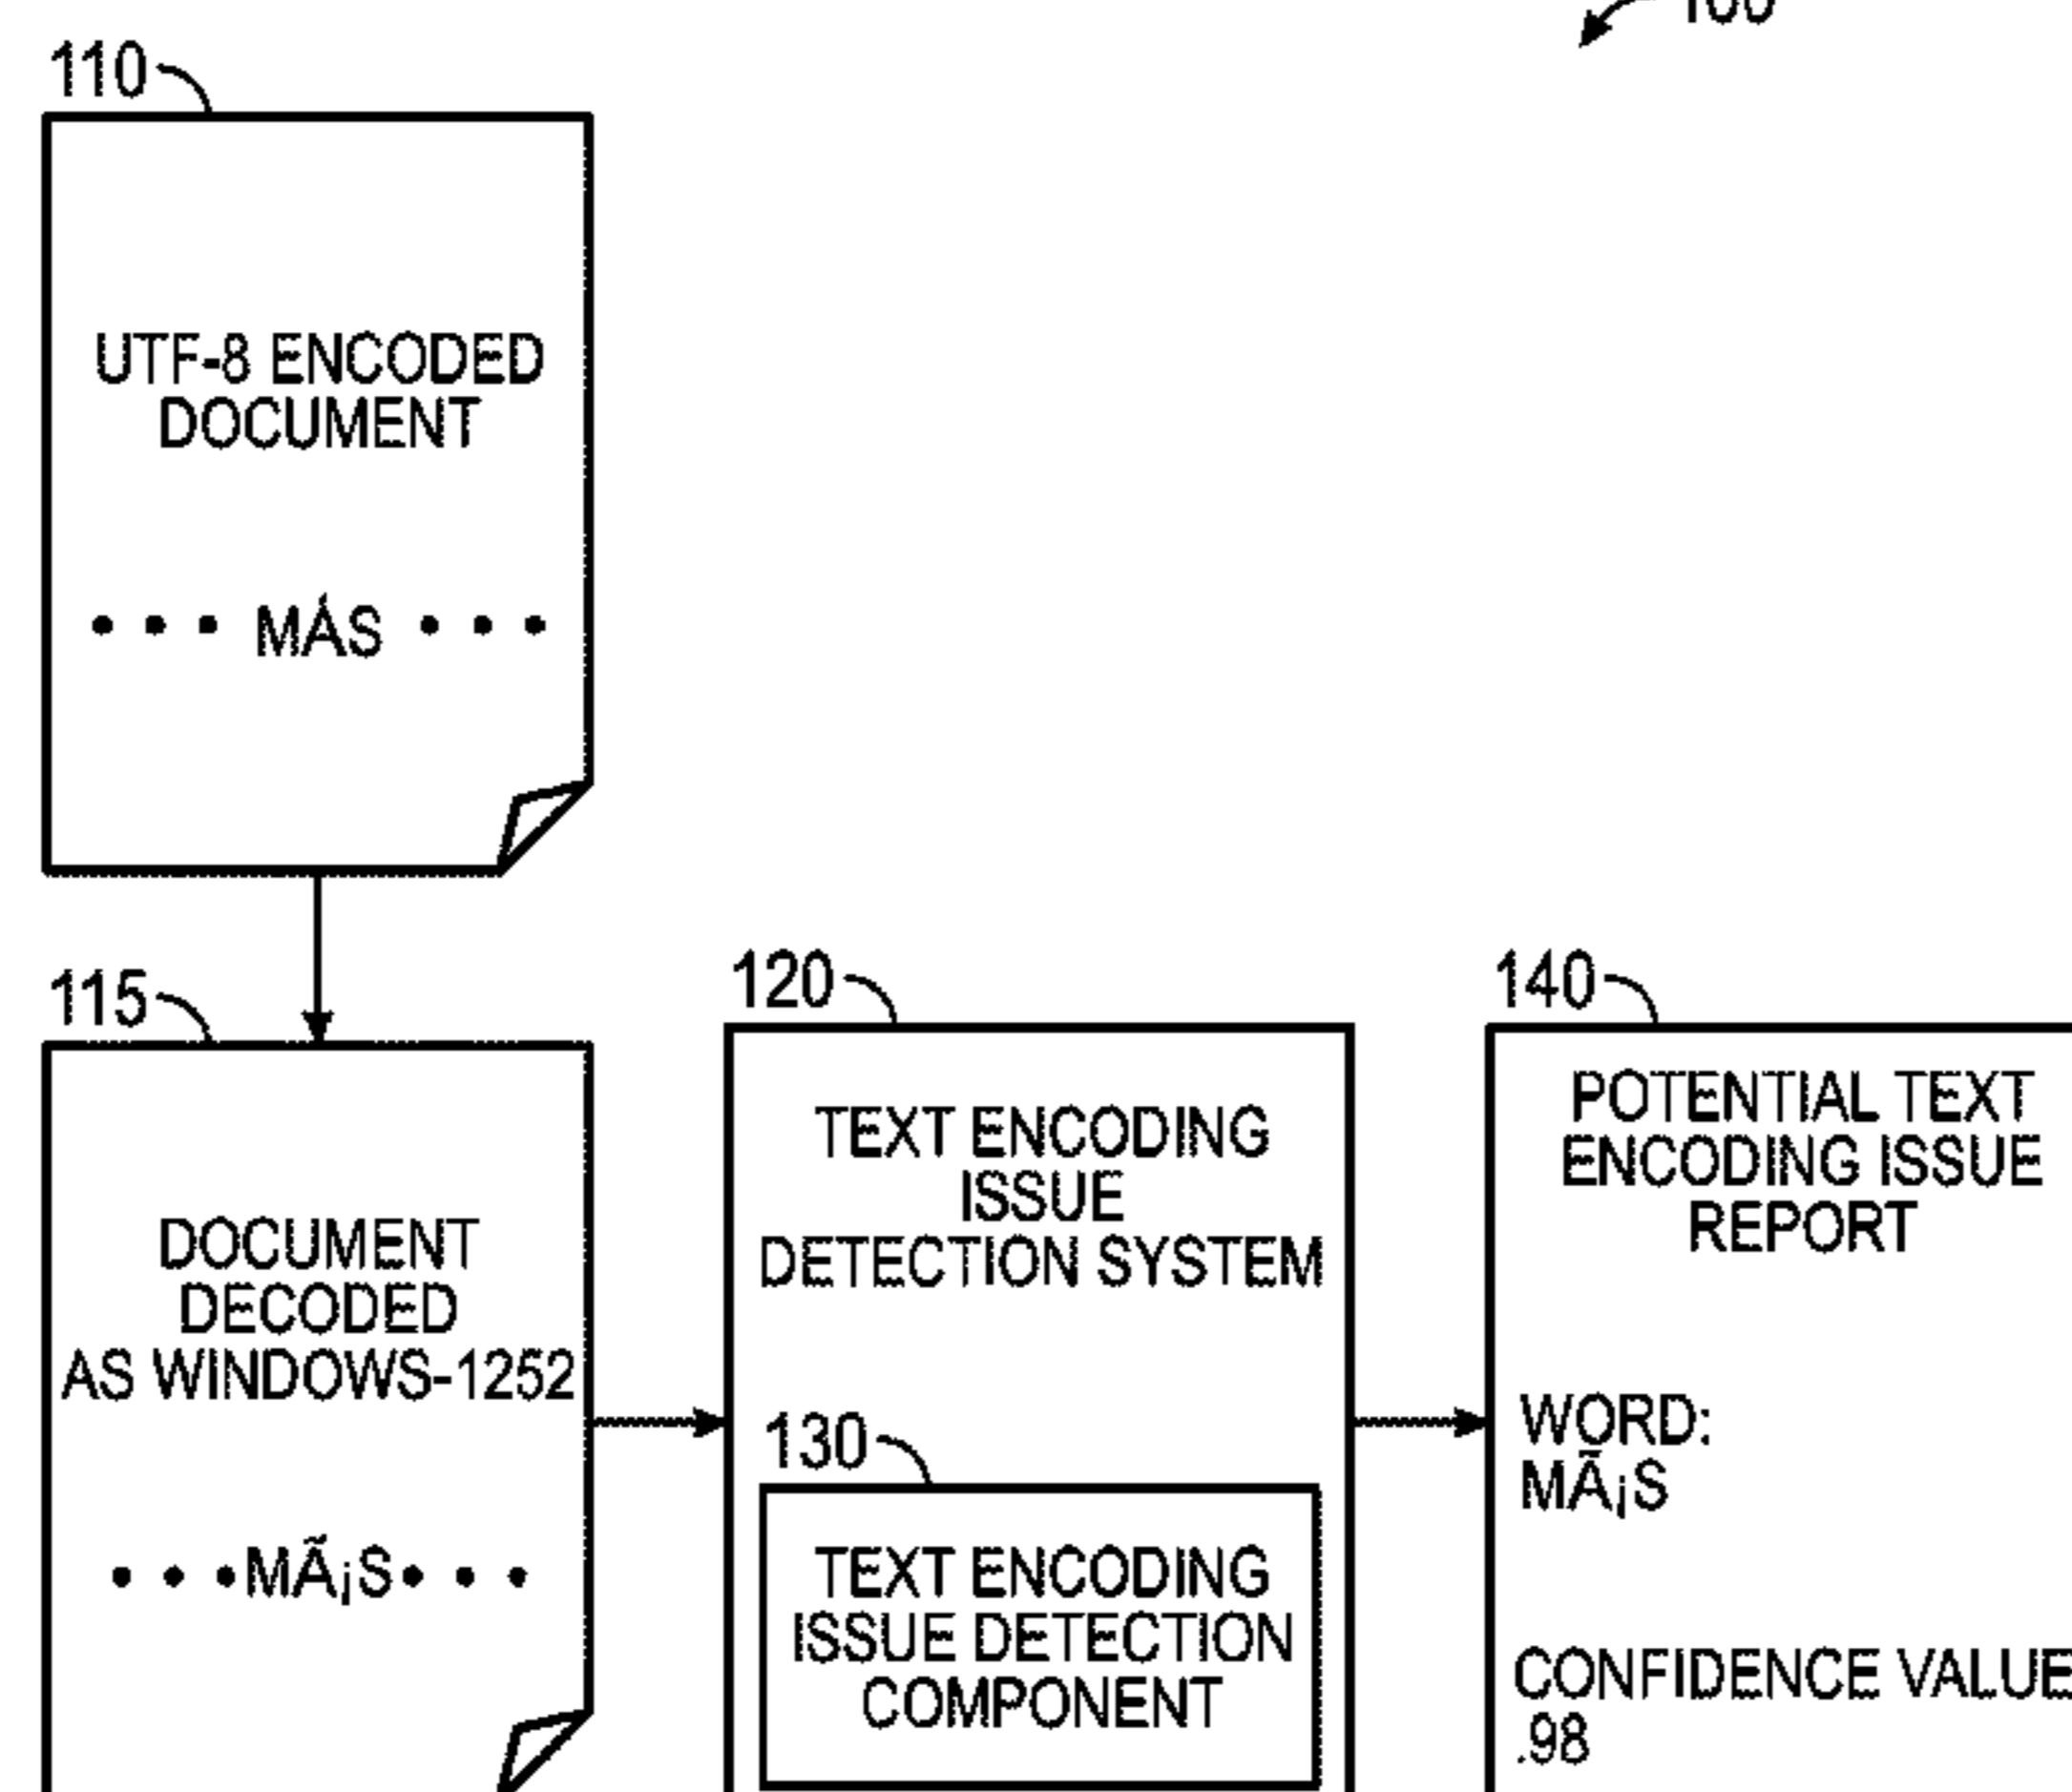 110
UTF-8 ENCODED
DOCUMENT
• • • MÁS • • •
115
DOCUMENT
DECODED
AS WINDOWS-1252
• • •MÃ¡S• • •
120
TEXT ENCODING
ISSUE
DETECTION SYSTEM
130
TEXT ENCODING
ISSUE DETECTION
COMPONENT
140
POTENTIAL TEXT
ENCODING ISSUE
REPORT
WORD:
MÃ¡S
CONFIDENCE VALUE
.98